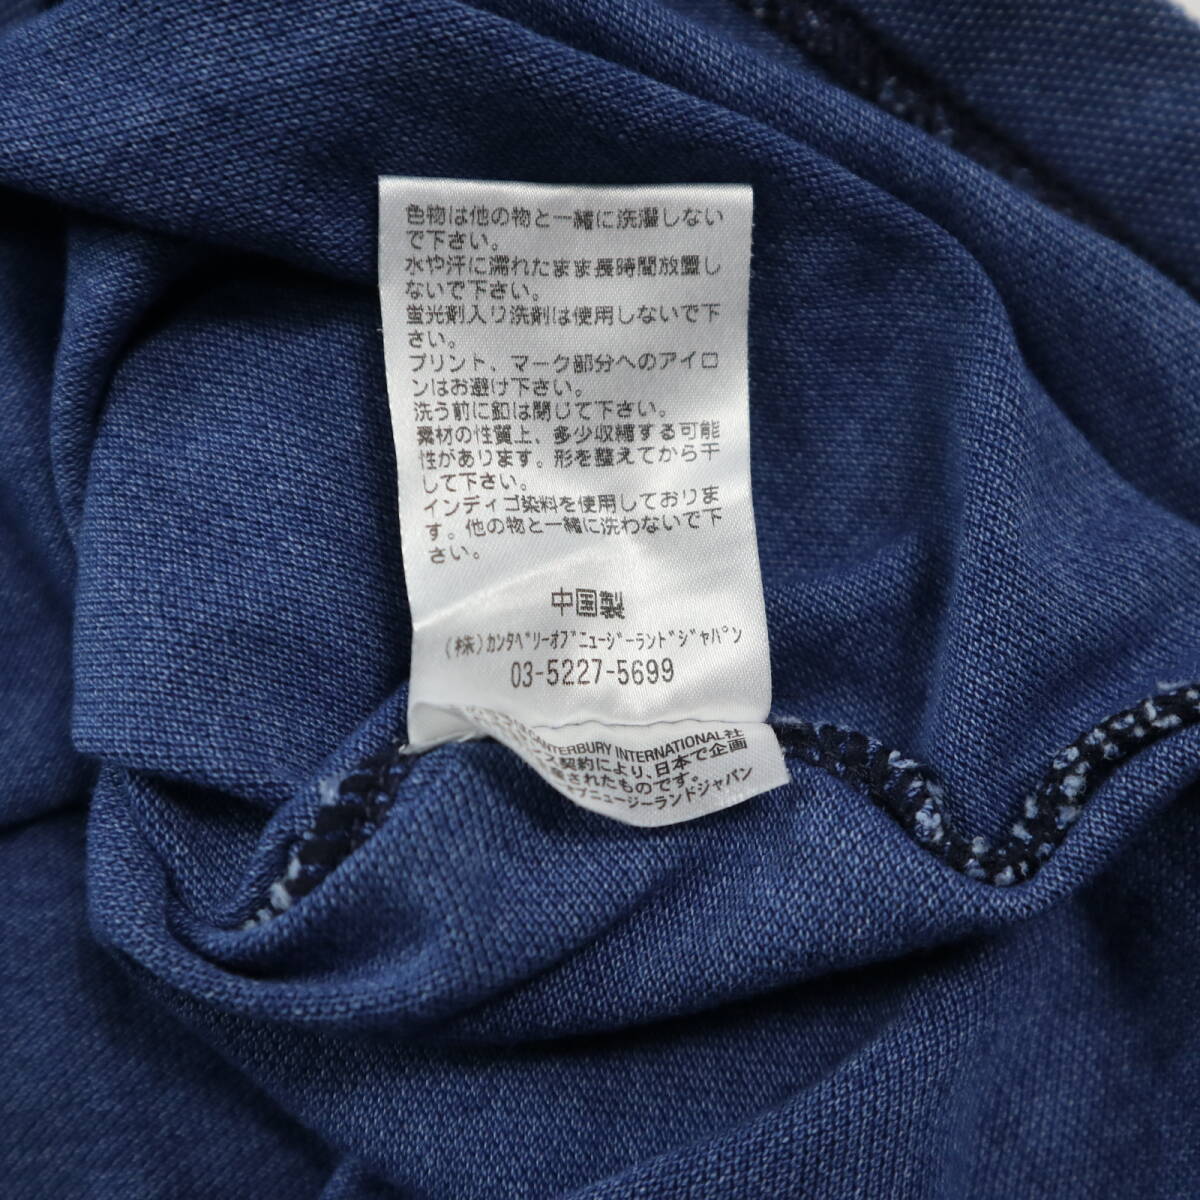 色物は他の物と一緒に洗濯しない
で下さい。
水や汗に濡れたまま長時間放置し
ないで下さい。
蛍光剤入り洗剤は使用しないで下
さい。
プリント、マーク部分へのアイロ
ンはお避け下さい。
洗う前に釦は閉じて下さい。
素材の性質上、多少収縮する可能
性があります。形を整えてから干
して下さい。
インディゴ染料を使用しておりま
す。他の物と一緒に洗わないで下
さい。
中国製
(株)カンタベリーオブニュージーランドジャパン
03-5227-5699
CANTERBURY INTERNATIONAL社
ス契約により、日本で企画
されたものです。
オブニュージーランドジャパン